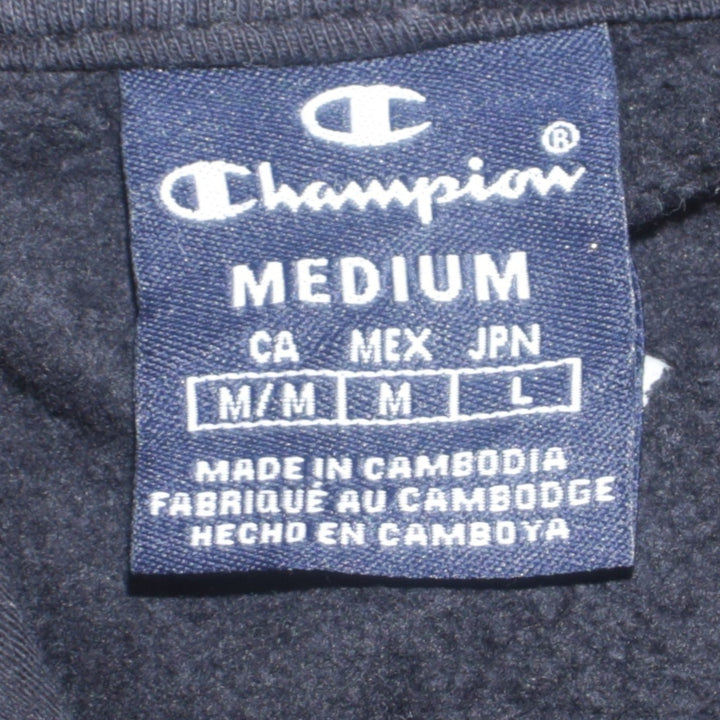 Champion®
MEDIUM
CA MEX JPN
M/M M L
MADE IN CAMBODIA
FABRIQUÉ AU CAMBODGE
HECHO EN CAMBOYA